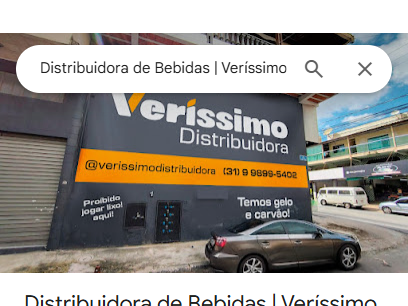 Distribuidora de Bebidas | Veríssimo
Veríssimo
Distribuidora
@verissimodistribuidora (31) 9 9899-5402
Proibido
jogar lixo!
aqui!
Temos gelo
e carvão!
Distribuidora de Bebidas | Veríssimo